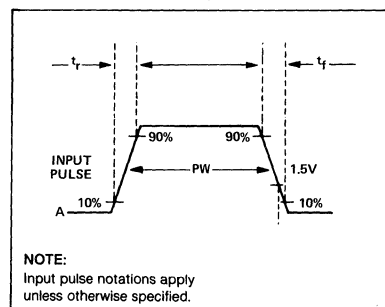 tr
tf
90%
90%
INPUT
PULSE
PW
1.5V
10%
10%
A
NOTE:
Input pulse notations apply
unless otherwise specified.